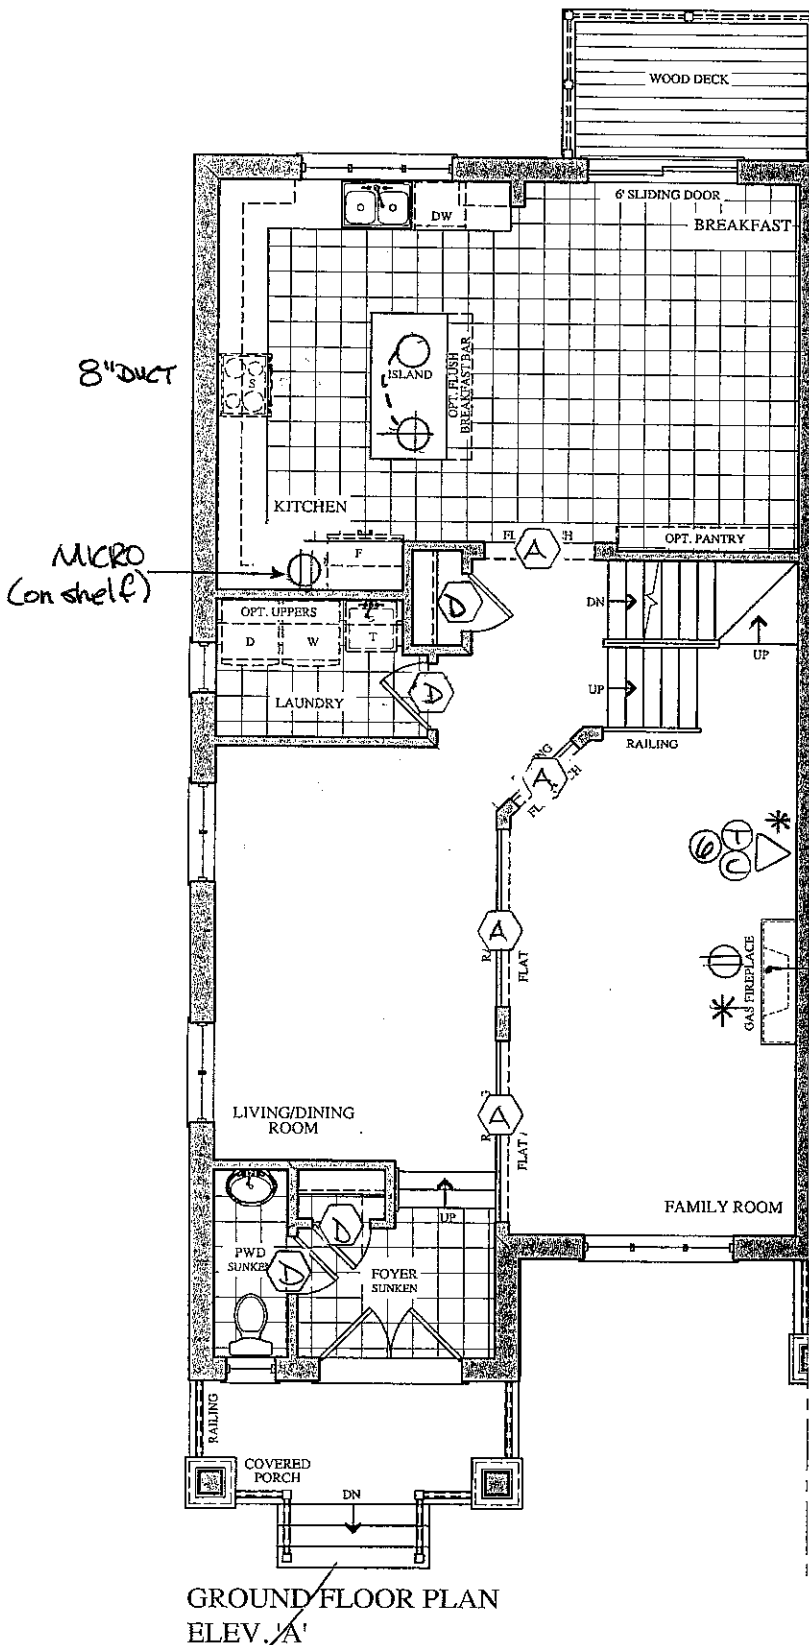 WOOD DECK
6' SLIDING DOOR
BREAKFAST
DW
8" DUCT
S
ISLAND
OPT. FLUSH
BREAKFAST BAR
KITCHEN
MICRO
(on shelf)
F
A
OPT. PANTRY
D
DN
UP
OPT. UPPERS
D
W
T
LAUNDRY
D
UP
RAILING
A
6
T
J
A
FLAT
GAS FIREPLACE
LIVING/DINING
ROOM
A
FLAT
FAMILY ROOM
UP
D
PWD
SUNKEN
D
FOYER
SUNKEN
RAILING
COVERED
PORCH
DN
GROUND FLOOR PLAN
ELEV. 'A'